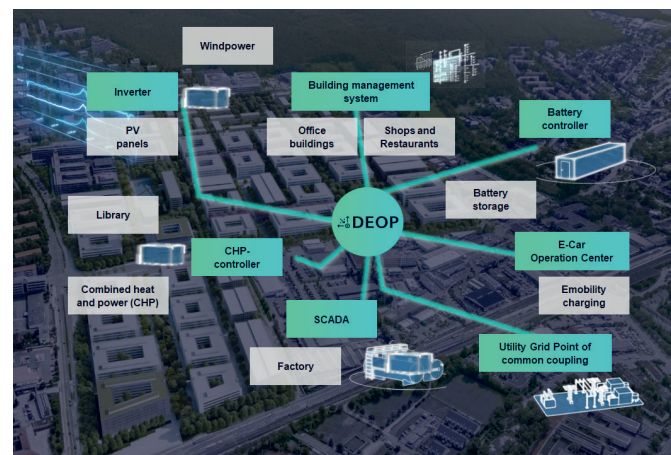 Windpower
Inverter
Building management
system
PV
panels
Office
buildings
Shops and
Restaurants
Battery
controller
Library
Battery
storage
DEOP
CHP-
controller
E-Car
Operation Center
Combined heat
and power (CHP)
Emobility
charging
SCADA
Utility Grid Point of
common coupling
Factory